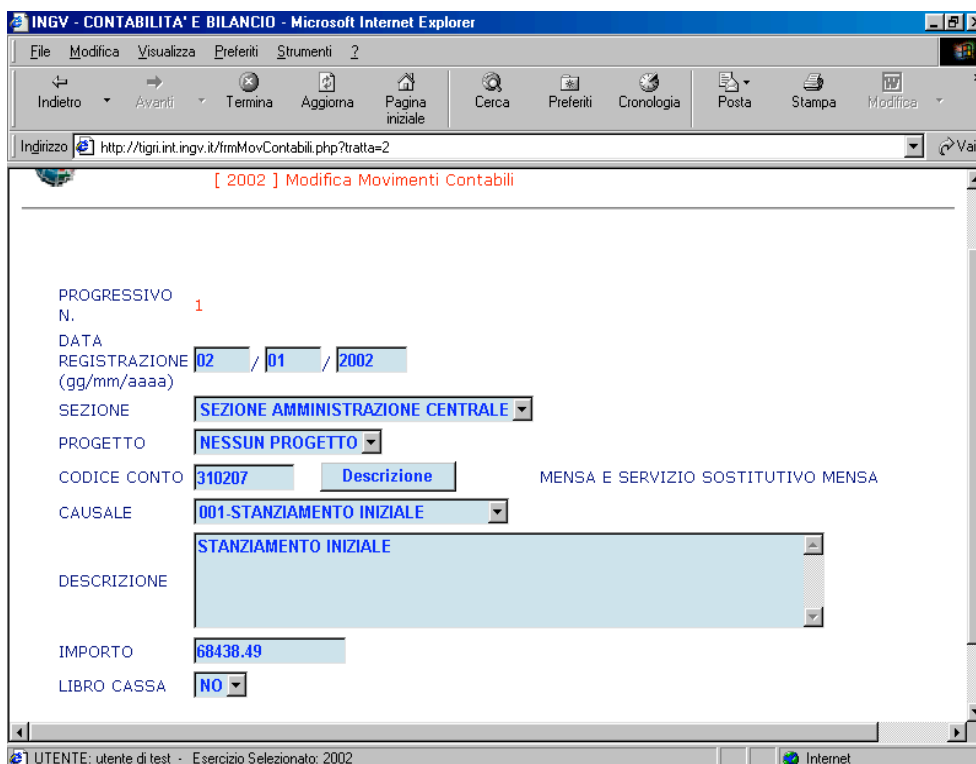 INGV - CONTABILITA' E BILANCIO - Microsoft Internet Explorer
File Modifica Visualizza Preferiti Strumenti ?
Indietro Avanti Termina Aggiorna Pagina iniziale Cerca Preferiti Cronologia Posta Stampa Modifica
Indirizzo http://tigri.int.ingv.it/frmMovContabili.php?tratta=2 Vai
[ 2002 ] Modifica Movimenti Contabili
PROGRESSIVO
N. 1
DATA
REGISTRAZIONE 02 / 01 / 2002
(gg/mm/aaaa)
SEZIONE SEZIONE AMMINISTRAZIONE CENTRALE
PROGETTO NESSUN PROGETTO
CODICE CONTO 310207 Descrizione MENSA E SERVIZIO SOSTITUTIVO MENSA
CAUSALE 001-STANZIAMENTO INIZIALE
STANZIAMENTO INIZIALE
DESCRIZIONE
IMPORTO 68438.49
LIBRO CASSA NO
UTENTE: utente di test - Esercizio Selezionato: 2002 Internet